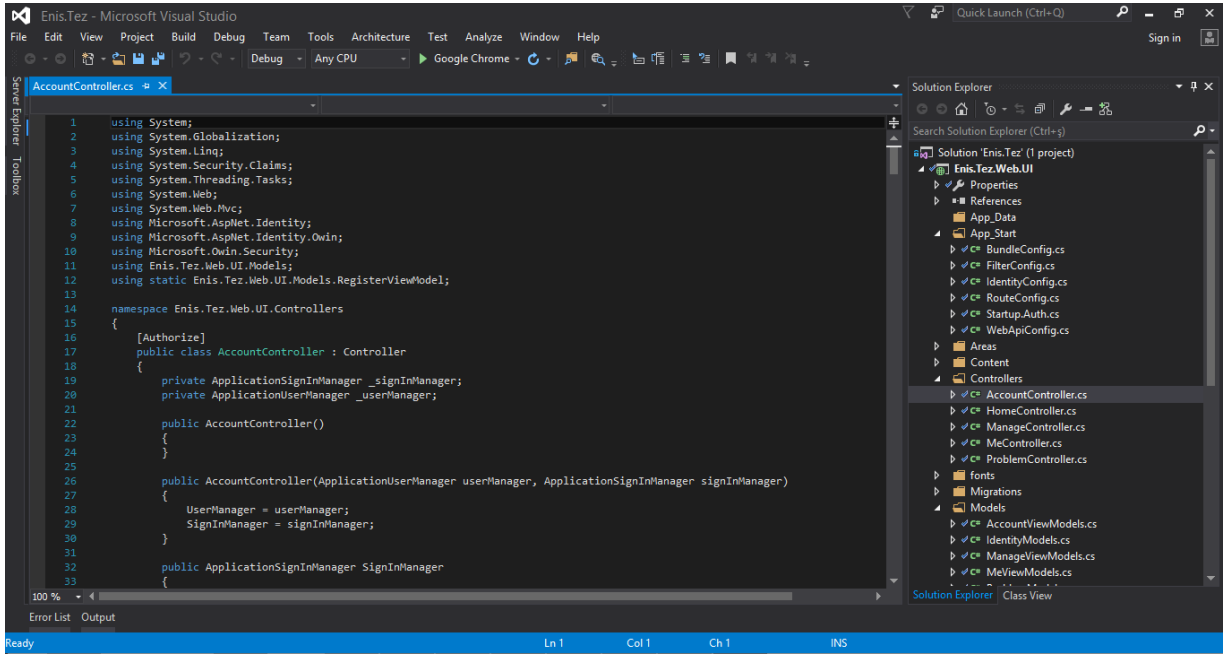 Enis.Tez - Microsoft Visual Studio
Quick Launch (Ctrl+Q)
File Edit View Project Build Debug Team Tools Architecture Test Analyze Window Help
Sign in
Debug Any CPU Google Chrome
Server Explorer
Toolbox
AccountController.cs
1 using System;
2 using System.Globalization;
3 using System.Linq;
4 using System.Security.Claims;
5 using System.Threading.Tasks;
6 using System.Web;
7 using System.Web.Mvc;
8 using Microsoft.AspNet.Identity;
9 using Microsoft.AspNet.Identity.Owin;
10 using Microsoft.Owin.Security;
11 using Enis.Tez.Web.UI.Models;
12 using static Enis.Tez.Web.UI.Models.RegisterViewModel;
13
14 namespace Enis.Tez.Web.UI.Controllers
15 {
16 [Authorize]
17 public class AccountController : Controller
18 {
19 private ApplicationSignInManager _signInManager;
20 private ApplicationUserManager _userManager;
21
22 public AccountController()
23 {
24 }
25
26 public AccountController(ApplicationUserManager userManager, ApplicationSignInManager signInManager)
27 {
28 UserManager = userManager;
29 SignInManager = signInManager;
30 }
31
32 public ApplicationSignInManager SignInManager
33 {
100 %
Solution Explorer
Search Solution Explorer (Ctrl+ş)
Solution 'Enis.Tez' (1 project)
Enis.Tez.Web.UI
Properties
References
App_Data
App_Start
C# BundleConfig.cs
C# FilterConfig.cs
C# IdentityConfig.cs
C# RouteConfig.cs
C# Startup.Auth.cs
C# WebApiConfig.cs
Areas
Content
Controllers
C# AccountController.cs
C# HomeController.cs
C# ManageController.cs
C# MeController.cs
C# ProblemController.cs
fonts
Migrations
Models
C# AccountViewModels.cs
C# IdentityModels.cs
C# ManageViewModels.cs
C# MeViewModels.cs
Solution Explorer Class View
Error List Output
Ready Ln 1 Col 1 Ch 1 INS